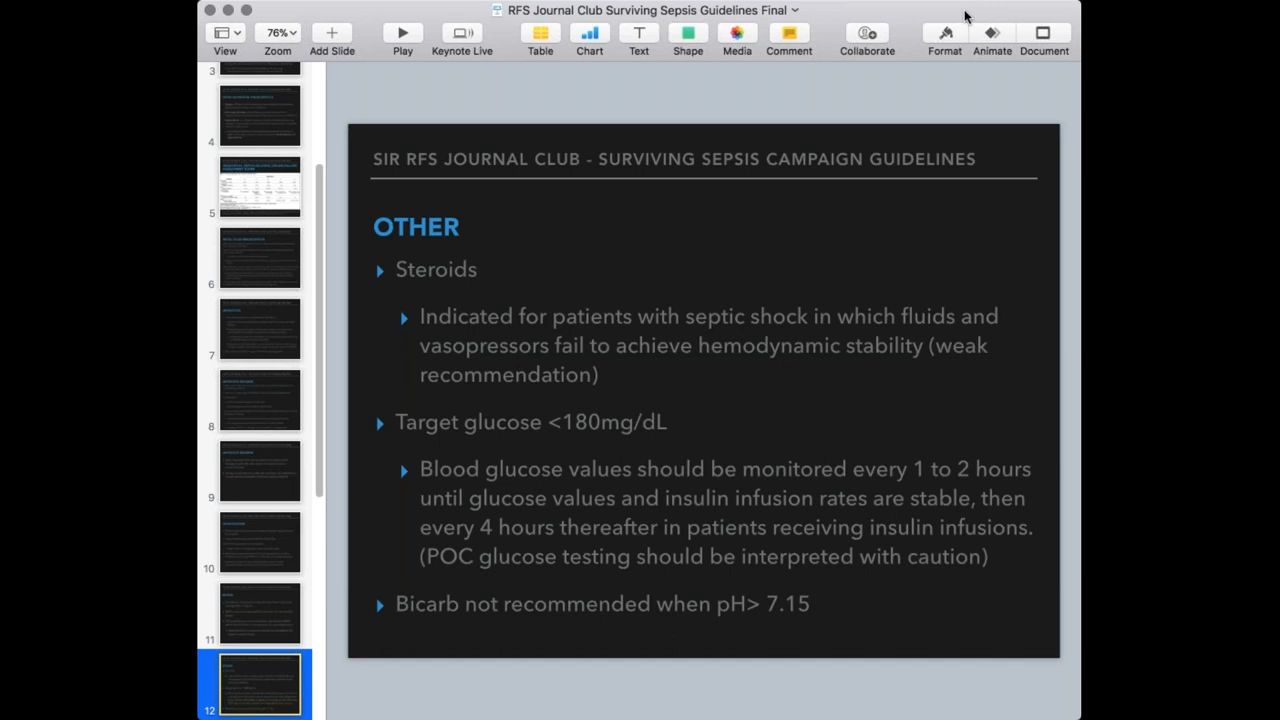 RFS Journal Club Surviving Sepsis Guidelines Final
76%
View
Zoom
Add Slide
Play
Keynote Live
Table
Chart
Text
Shape
Media
Comment
Collaborate
Format
Animate
Document
3
4
5
6
7
8
9
10
11
12
SIR RFS JOURNAL CLUB - SURVIVING SEPSIS CAMPAIGN GUIDELINES
OTHER
Steroids
Indicated for patients with septic shock in which fluids and
vasopressors fail to achieve hemodynamic stability (weak
recommendation)
Target glucose <180mg/dL
Blood glucose values should be monitored every 1 to 2 hours
until glucose values and insulin infusion rates are stable, then
every 4 hours thereafter in patients receiving insulin infusions.
(POC glucose testing should be interpreted with caution)
Bicarb not recommended when pH> 7.15